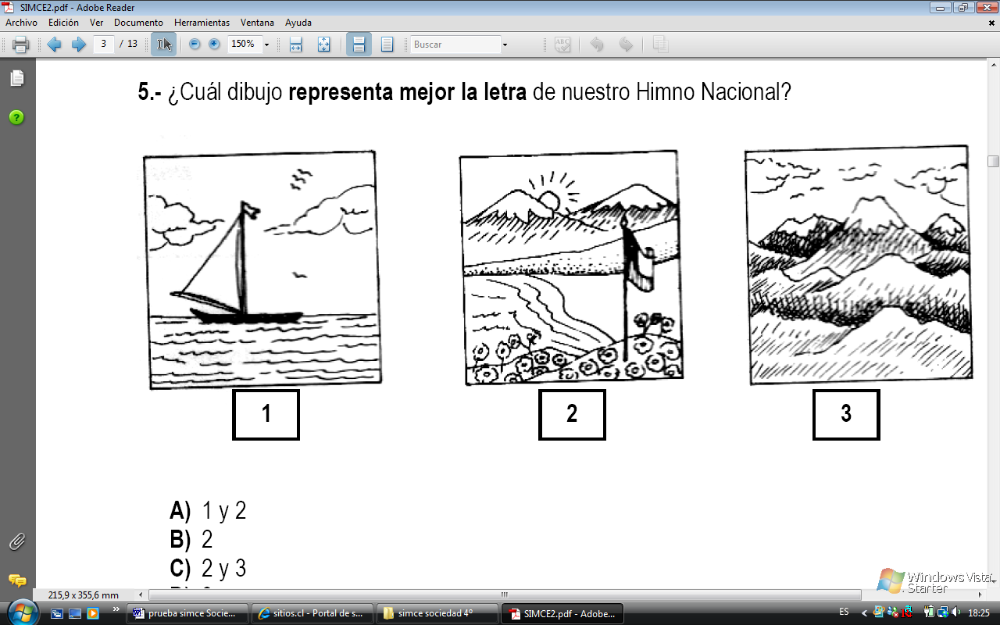 SIMCE2.pdf - Adobe Reader
Archivo Edición Ver Documento Herramientas Ventana Ayuda
3 / 13 150% Buscar
5.- ¿Cuál dibujo representa mejor la letra de nuestro Himno Nacional?
1 2 3
A) 1 y 2
B) 2
C) 2 y 3
Windows Vista
Starter
215,9 x 355,6 mm
prueba simce Socie... sitios.cl - Portal de s... simce sociedad 4º SIMCE2.pdf - Adobe... ES 18:25